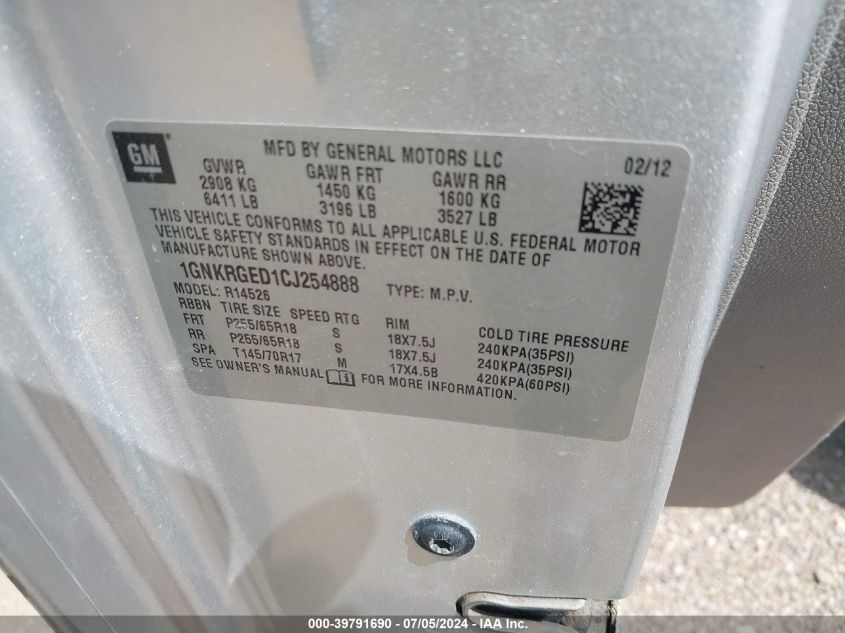 GM
MFD BY GENERAL MOTORS LLC 02/12
GVWR GAWR FRT GAWR RR
2908 KG 1450 KG 1600 KG
6411 LB 3196 LB 3527 LB
THIS VEHICLE CONFORMS TO ALL APPLICABLE U.S. FEDERAL MOTOR
VEHICLE SAFETY STANDARDS IN EFFECT ON THE DATE OF
MANUFACTURE SHOWN ABOVE.
1GNKRGED1CJ254888 TYPE: M.P.V.
MODEL: R14526
RBBN TIRE SIZE SPEED RTG RIM COLD TIRE PRESSURE
FRT P255/65R18 S 18X7.5J 240KPA(35PSI)
RR P255/65R18 S 18X7.5J 240KPA(35PSI)
SPA T145/70R17 M 17X4.5B 420KPA(60PSI)
SEE OWNER'S MANUAL FOR MORE INFORMATION.
000-39791690 - 07/05/2024 - IAA Inc.